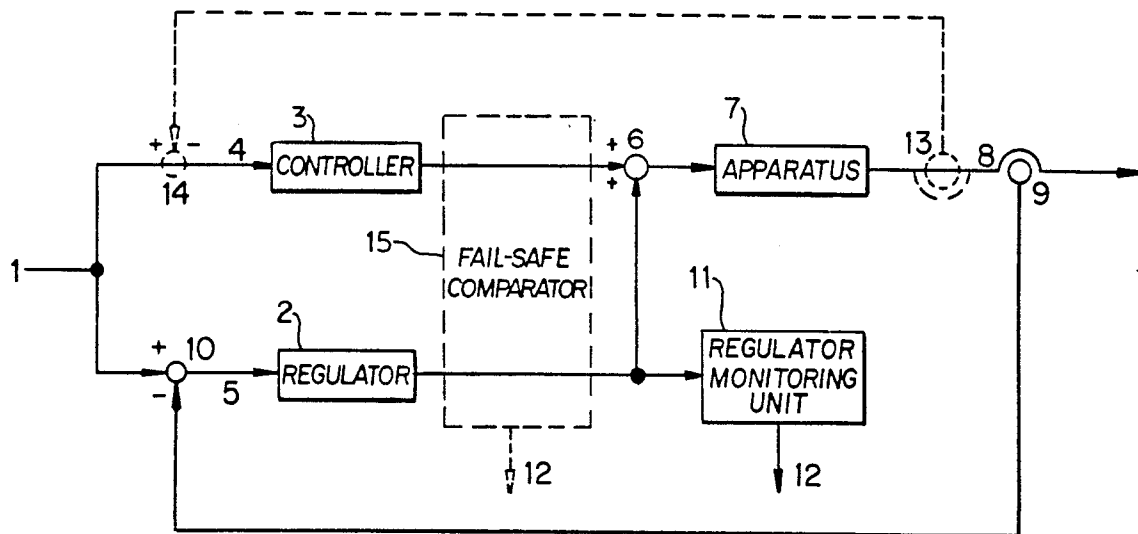 3
7
13
+ -
4
CONTROLLER
+ 6
+
APPARATUS
8
14
9
15
FAIL-SAFE
COMPARATOR
1
11
2
+ 10
5
-
REGULATOR
REGULATOR
MONITORING
UNIT
12
12